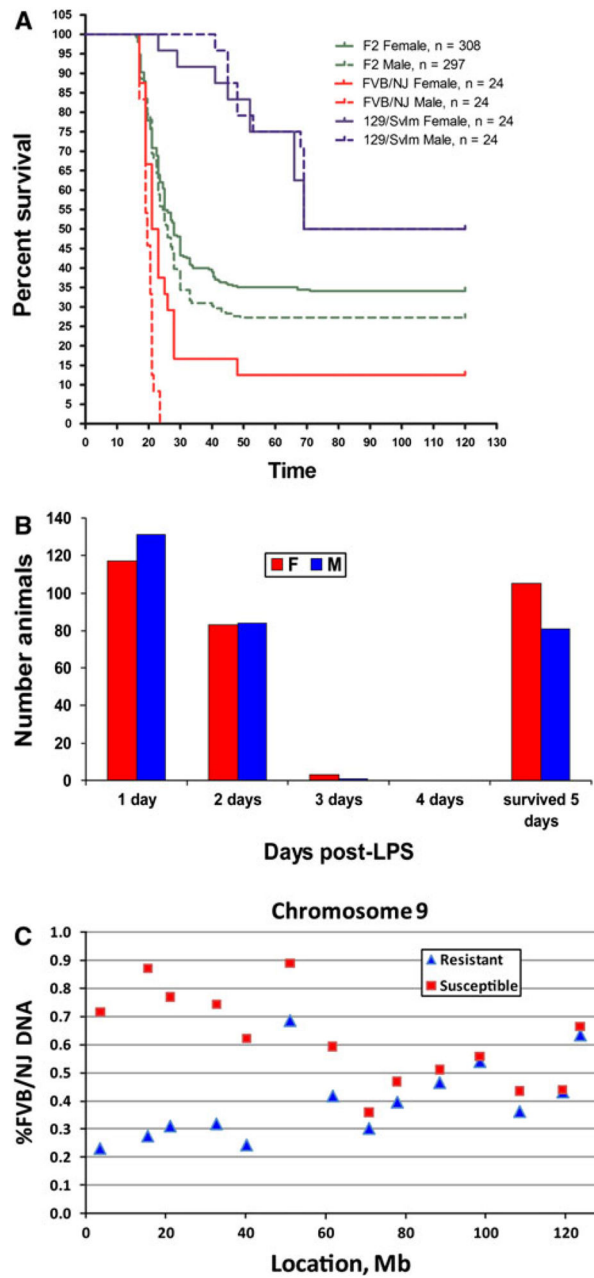 A
Percent survival
105
100
95
90
85
80
75
70
65
60
55
50
45
40
35
30
25
20
15
10
5
0
F2 Female, n = 308
F2 Male, n = 297
FVB/NJ Female, n = 24
FVB/NJ Male, n = 24
129/SvIm Female, n = 24
129/SvIm Male, n = 24
0 10 20 30 40 50 60 70 80 90 100 110 120 130
Time
B
Number animals
140
120
100
80
60
40
20
0
F M
1 day 2 days 3 days 4 days survived 5
days
Days post-LPS
Chromosome 9
C
%FVB/NJ DNA
1.0
0.9
0.8
0.7
0.6
0.5
0.4
0.3
0.2
0.1
0.0
Resistant
Susceptible
0 20 40 60 80 100 120
Location, Mb